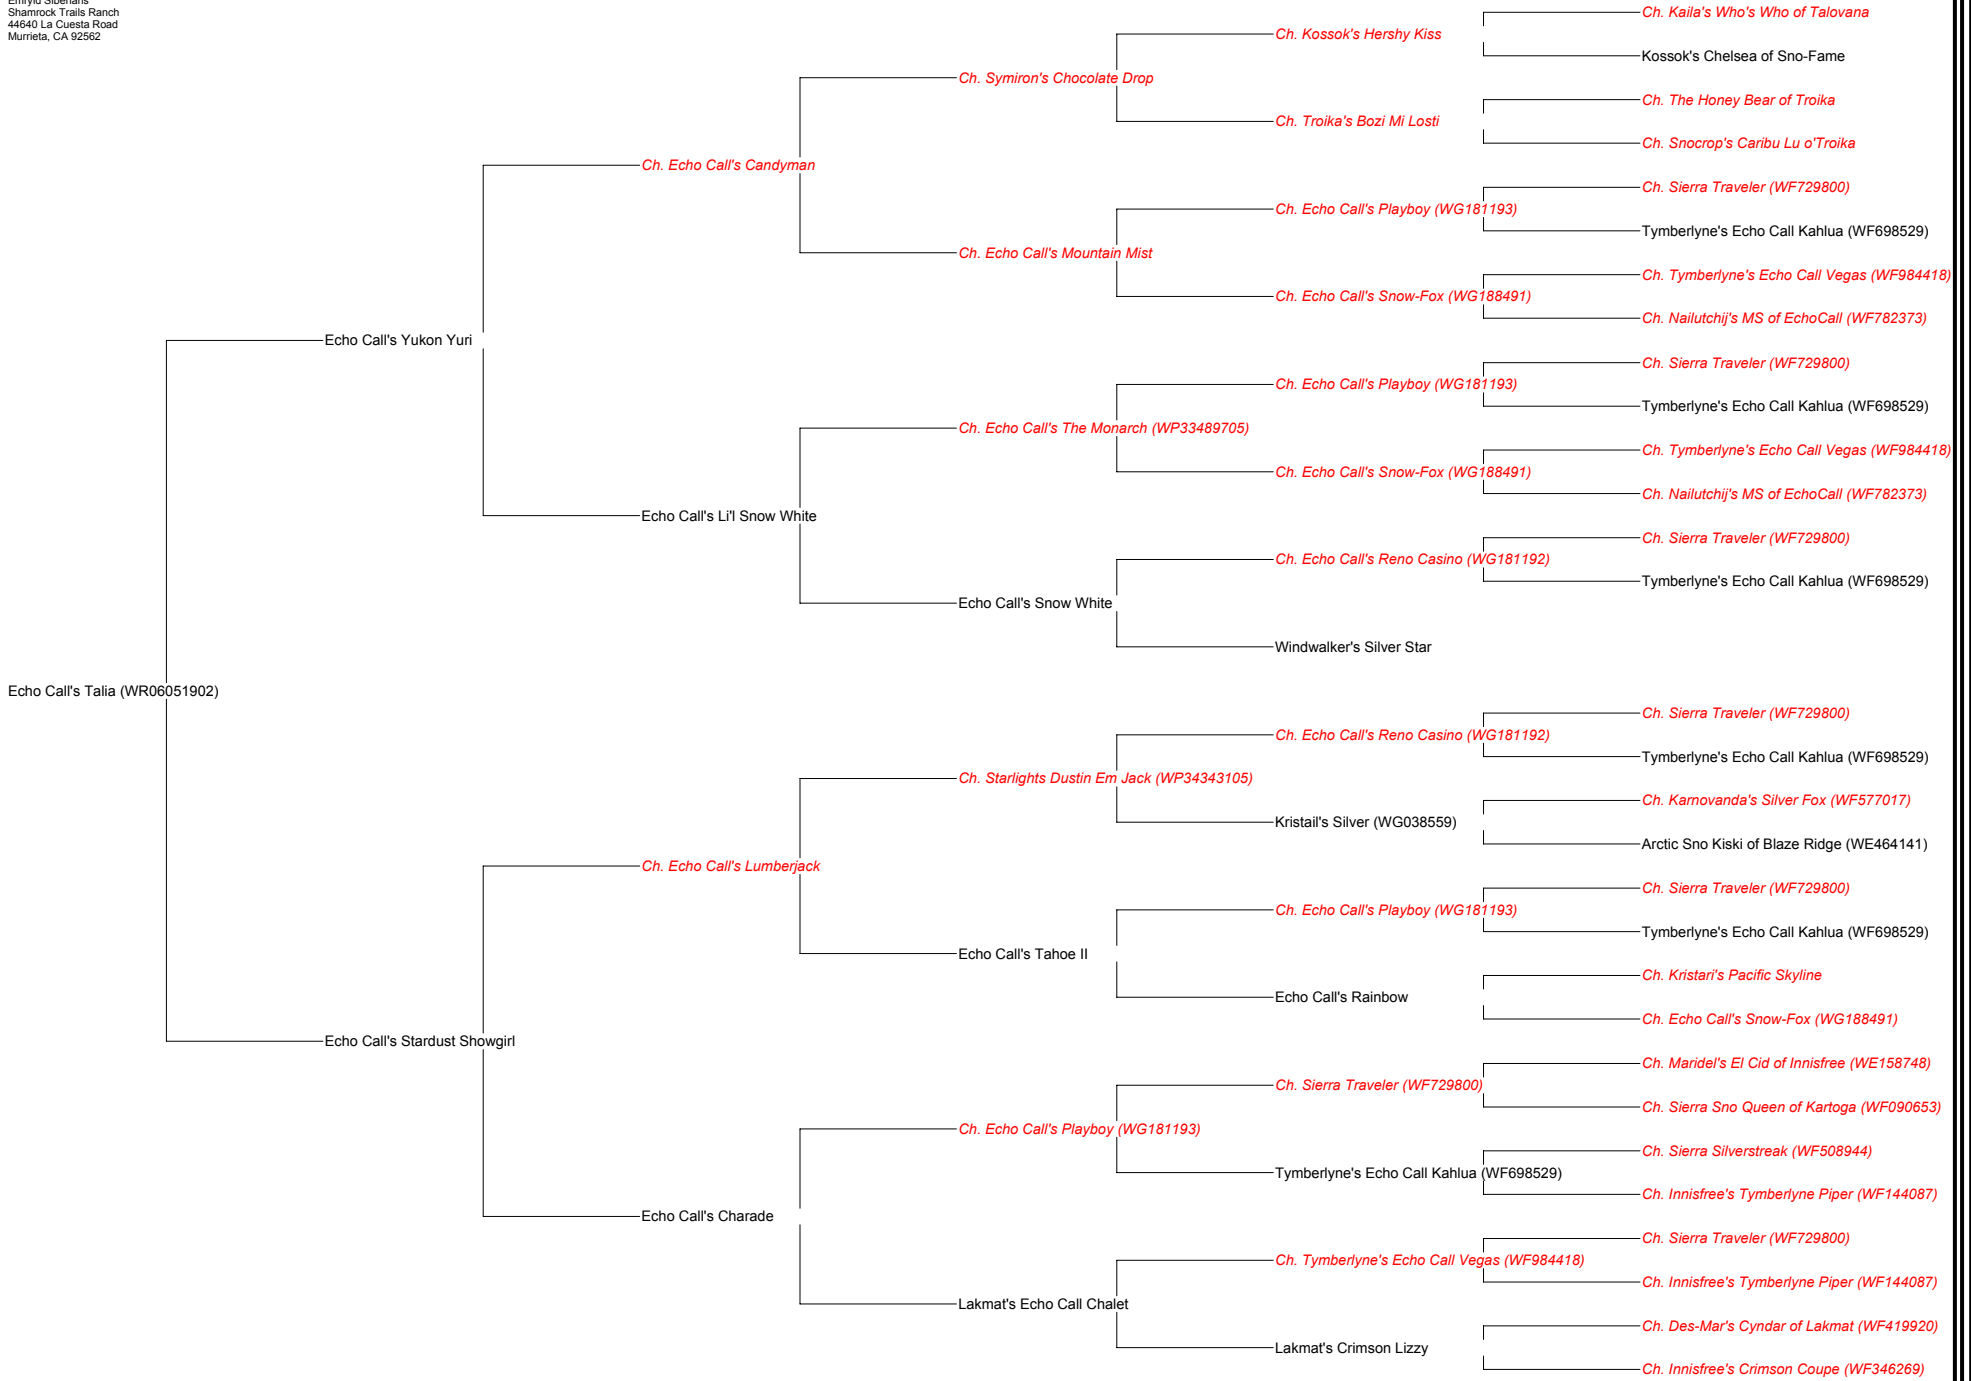 Emryld Siberians
Shamrock Trails Ranch
44640 La Cuesta Road
Murrieta, CA 92562
Ch. Kaila's Who's Who of Talovana
Ch. Kossok's Hershy Kiss
Kossok's Chelsea of Sno-Fame
Ch. Symiron's Chocolate Drop
Ch. The Honey Bear of Troika
Ch. Troika's Bozi Mi Losti
Ch. Snocrop's Caribu Lu o'Troika
Ch. Echo Call's Candyman
Ch. Sierra Traveler (WF729800)
Ch. Echo Call's Playboy (WG181193)
Tymberlyne's Echo Call Kahlua (WF698529)
Ch. Echo Call's Mountain Mist
Ch. Tymberlyne's Echo Call Vegas (WF984418)
Ch. Echo Call's Snow-Fox (WG188491)
Ch. Nailutchij's MS of EchoCall (WF782373)
Echo Call's Yukon Yuri
Ch. Sierra Traveler (WF729800)
Ch. Echo Call's Playboy (WG181193)
Tymberlyne's Echo Call Kahlua (WF698529)
Ch. Echo Call's The Monarch (WP33489705)
Ch. Tymberlyne's Echo Call Vegas (WF984418)
Ch. Echo Call's Snow-Fox (WG188491)
Ch. Nailutchij's MS of EchoCall (WF782373)
Echo Call's Li'l Snow White
Ch. Sierra Traveler (WF729800)
Ch. Echo Call's Reno Casino (WG181192)
Tymberlyne's Echo Call Kahlua (WF698529)
Echo Call's Snow White
Windwalker's Silver Star
Echo Call's Talia (WR06051902)
Ch. Sierra Traveler (WF729800)
Ch. Echo Call's Reno Casino (WG181192)
Tymberlyne's Echo Call Kahlua (WF698529)
Ch. Starlights Dustin Em Jack (WP34343105)
Ch. Karnovanda's Silver Fox (WF577017)
Kristail's Silver (WG038559)
Arctic Sno Kiski of Blaze Ridge (WE464141)
Ch. Echo Call's Lumberjack
Ch. Sierra Traveler (WF729800)
Ch. Echo Call's Playboy (WG181193)
Tymberlyne's Echo Call Kahlua (WF698529)
Echo Call's Tahoe II
Ch. Kristari's Pacific Skyline
Echo Call's Rainbow
Ch. Echo Call's Snow-Fox (WG188491)
Echo Call's Stardust Showgirl
Ch. Maridel's El Cid of Innisfree (WE158748)
Ch. Sierra Traveler (WF729800)
Ch. Sierra Sno Queen of Kartoga (WF090653)
Ch. Echo Call's Playboy (WG181193)
Ch. Sierra Silverstreak (WF508944)
Tymberlyne's Echo Call Kahlua (WF698529)
Ch. Innisfree's Tymberlyne Piper (WF144087)
Echo Call's Charade
Ch. Sierra Traveler (WF729800)
Ch. Tymberlyne's Echo Call Vegas (WF984418)
Ch. Innisfree's Tymberlyne Piper (WF144087)
Lakmat's Echo Call Chalet
Ch. Des-Mar's Cyndar of Lakmat (WF419920)
Lakmat's Crimson Lizzy
Ch. Innisfree's Crimson Coupe (WF346269)